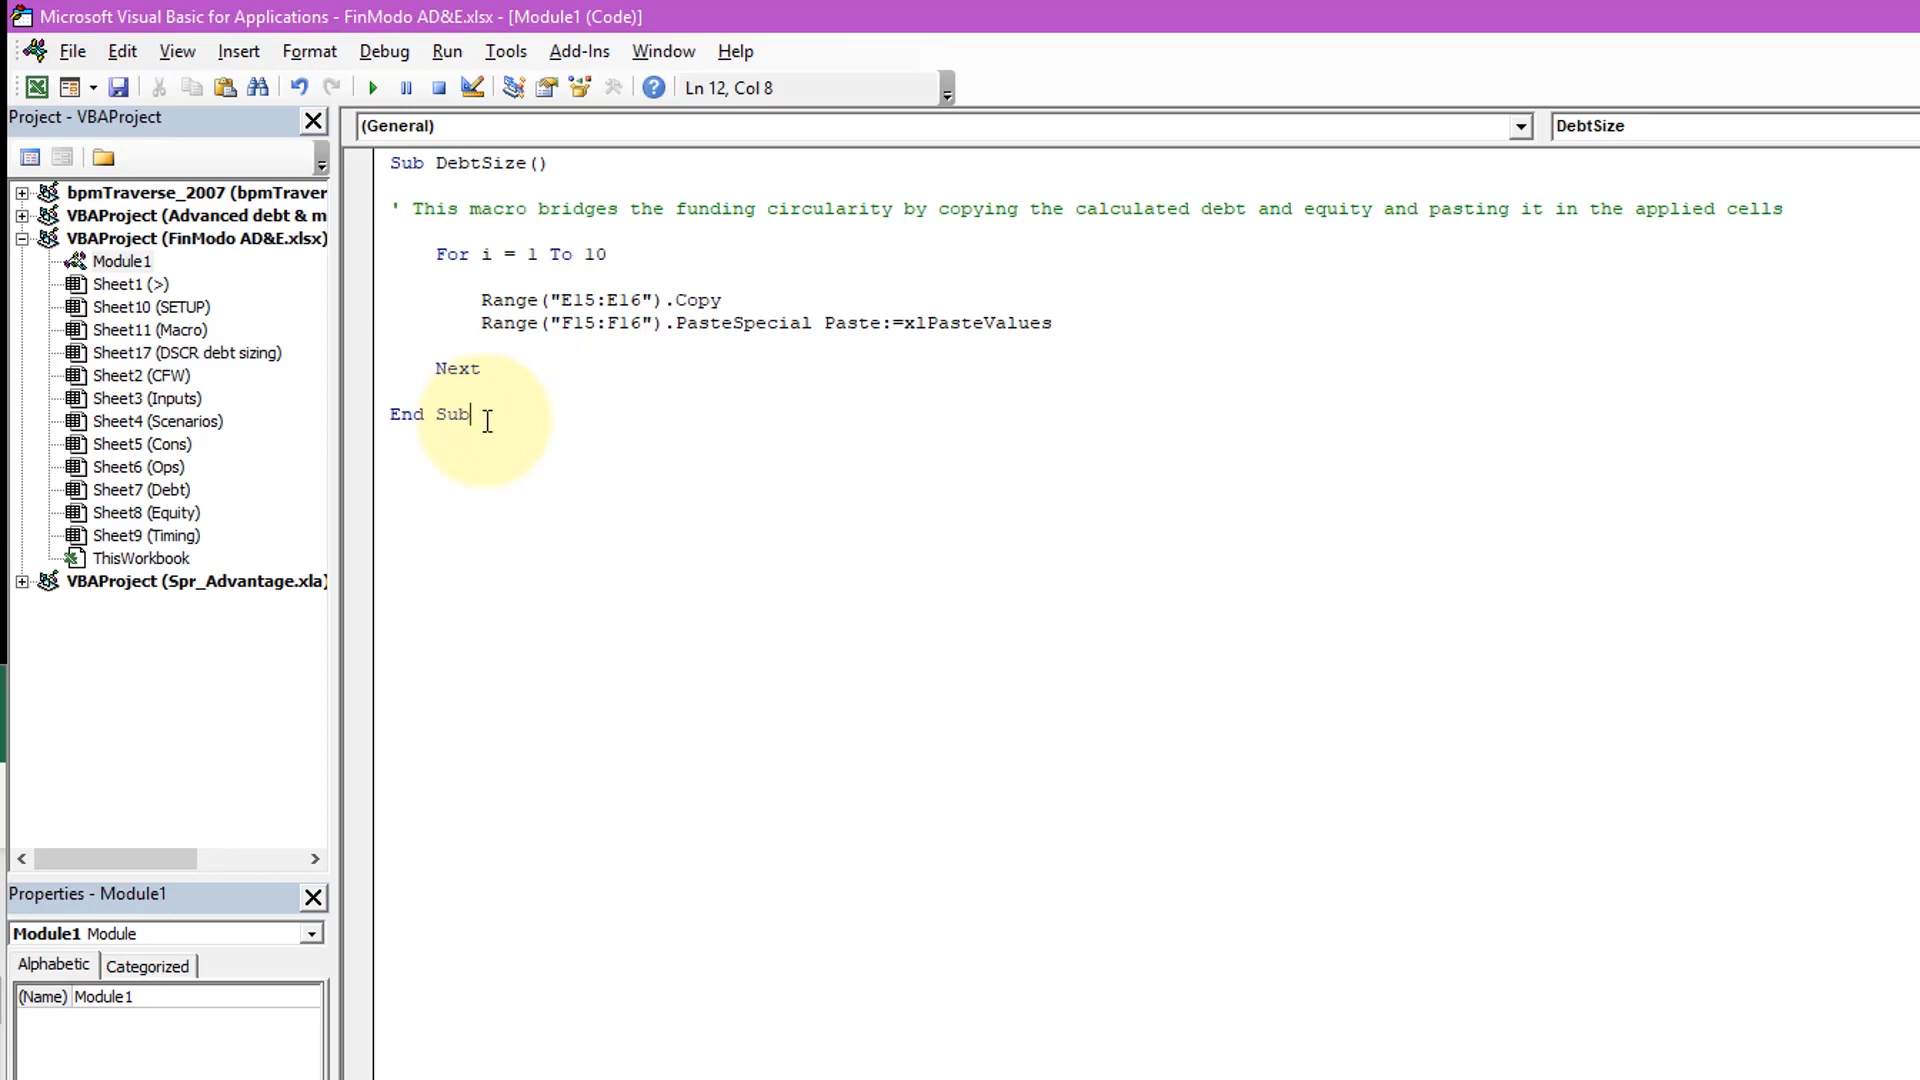 Microsoft Visual Basic for Applications - FinModo AD&E.xlsx - [Module1 (Code)]
File Edit View Insert Format Debug Run Tools Add-Ins Window Help
Ln 12, Col 8
Project - VBAProject
(General)
DebtSize
bpmTraverse_2007 (bpmTraver
VBAProject (Advanced debt & m
VBAProject (FinModo AD&E.xlsx)
Module1
Sheet1 (>)
Sheet10 (SETUP)
Sheet11 (Macro)
Sheet17 (DSCR debt sizing)
Sheet2 (CFW)
Sheet3 (Inputs)
Sheet4 (Scenarios)
Sheet5 (Cons)
Sheet6 (Ops)
Sheet7 (Debt)
Sheet8 (Equity)
Sheet9 (Timing)
ThisWorkbook
VBAProject (Spr_Advantage.xla)
Sub DebtSize()
' This macro bridges the funding circularity by copying the calculated debt and equity and pasting it in the applied cells
For i = 1 To 10
Range("E15:E16").Copy
Range("F15:F16").PasteSpecial Paste:=xlPasteValues
Next
End Sub
Properties - Module1
Module1 Module
Alphabetic Categorized
(Name) Module1